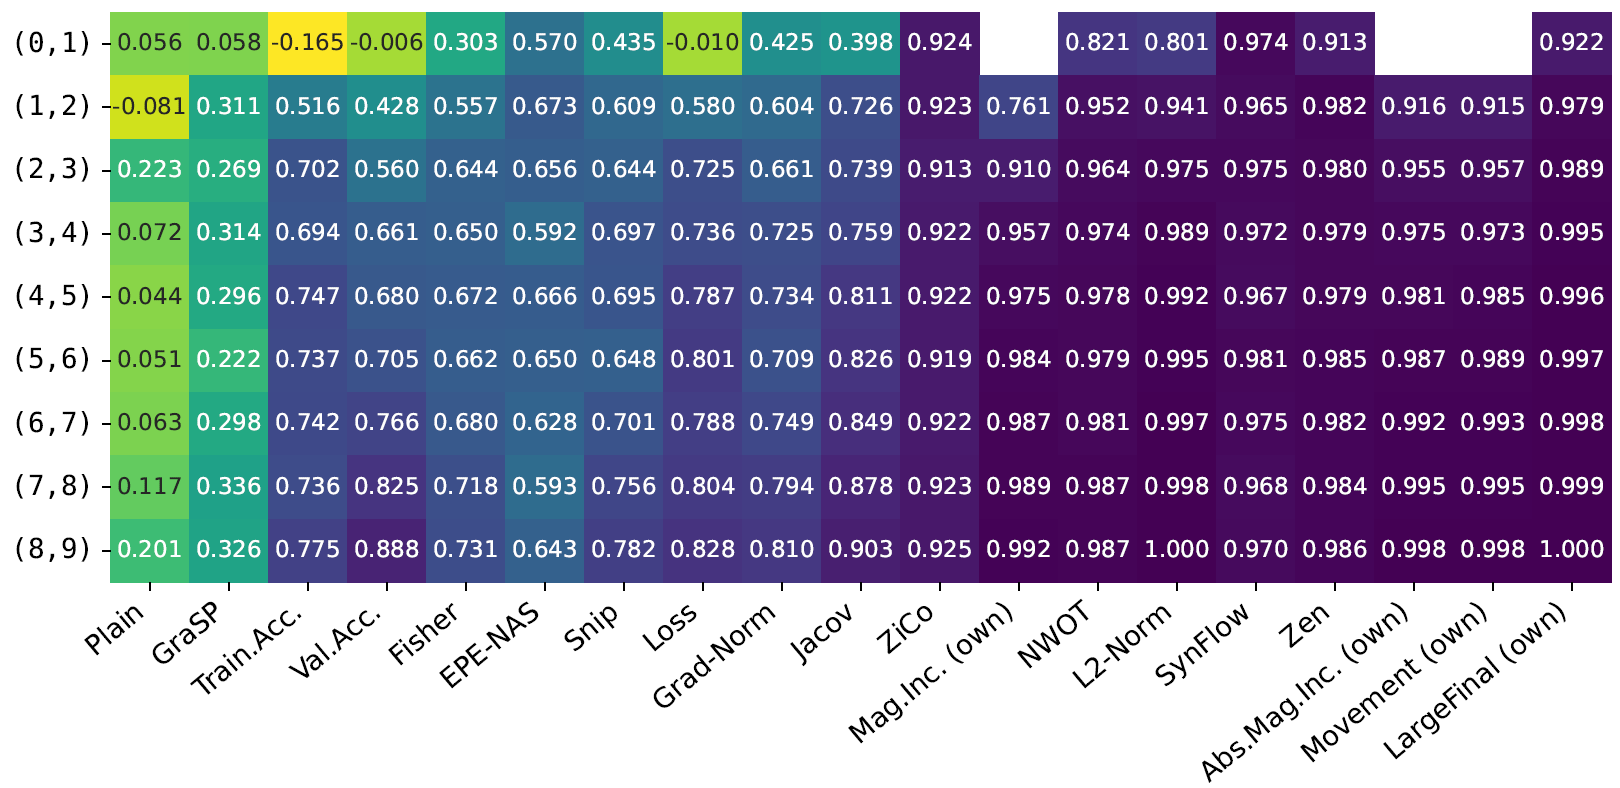 (0,1) 0.056 0.058 -0.165 -0.006 0.303 0.570 0.435 -0.010 0.425 0.398 0.924 0.821 0.801 0.974 0.913 0.922
(1,2) -0.081 0.311 0.516 0.428 0.557 0.673 0.609 0.580 0.604 0.726 0.923 0.761 0.952 0.941 0.965 0.982 0.916 0.915 0.979
(2,3) 0.223 0.269 0.702 0.560 0.644 0.656 0.644 0.725 0.661 0.739 0.913 0.910 0.964 0.975 0.975 0.980 0.955 0.957 0.989
(3,4) 0.072 0.314 0.694 0.661 0.650 0.592 0.697 0.736 0.725 0.759 0.922 0.957 0.974 0.989 0.972 0.979 0.975 0.973 0.995
(4,5) 0.044 0.296 0.747 0.680 0.672 0.666 0.695 0.787 0.734 0.811 0.922 0.975 0.978 0.992 0.967 0.979 0.981 0.985 0.996
(5,6) 0.051 0.222 0.737 0.705 0.662 0.650 0.648 0.801 0.709 0.826 0.919 0.984 0.979 0.995 0.981 0.985 0.987 0.989 0.997
(6,7) 0.063 0.298 0.742 0.766 0.680 0.628 0.701 0.788 0.749 0.849 0.922 0.987 0.981 0.997 0.975 0.982 0.992 0.993 0.998
(7,8) 0.117 0.336 0.736 0.825 0.718 0.593 0.756 0.804 0.794 0.878 0.923 0.989 0.987 0.998 0.968 0.984 0.995 0.995 0.999
(8,9) 0.201 0.326 0.775 0.888 0.731 0.643 0.782 0.828 0.810 0.903 0.925 0.992 0.987 1.000 0.970 0.986 0.998 0.998 1.000
Plain
GraSP
Train.Acc.
Val.Acc.
Fisher
EPE-NAS
Snip
Loss
Grad-Norm
Jacov
ZiCo
Mag.Inc. (own)
NWOT
L2-Norm
SynFlow
Zen
Abs.Mag.Inc. (own)
Movement (own)
LargeFinal (own)